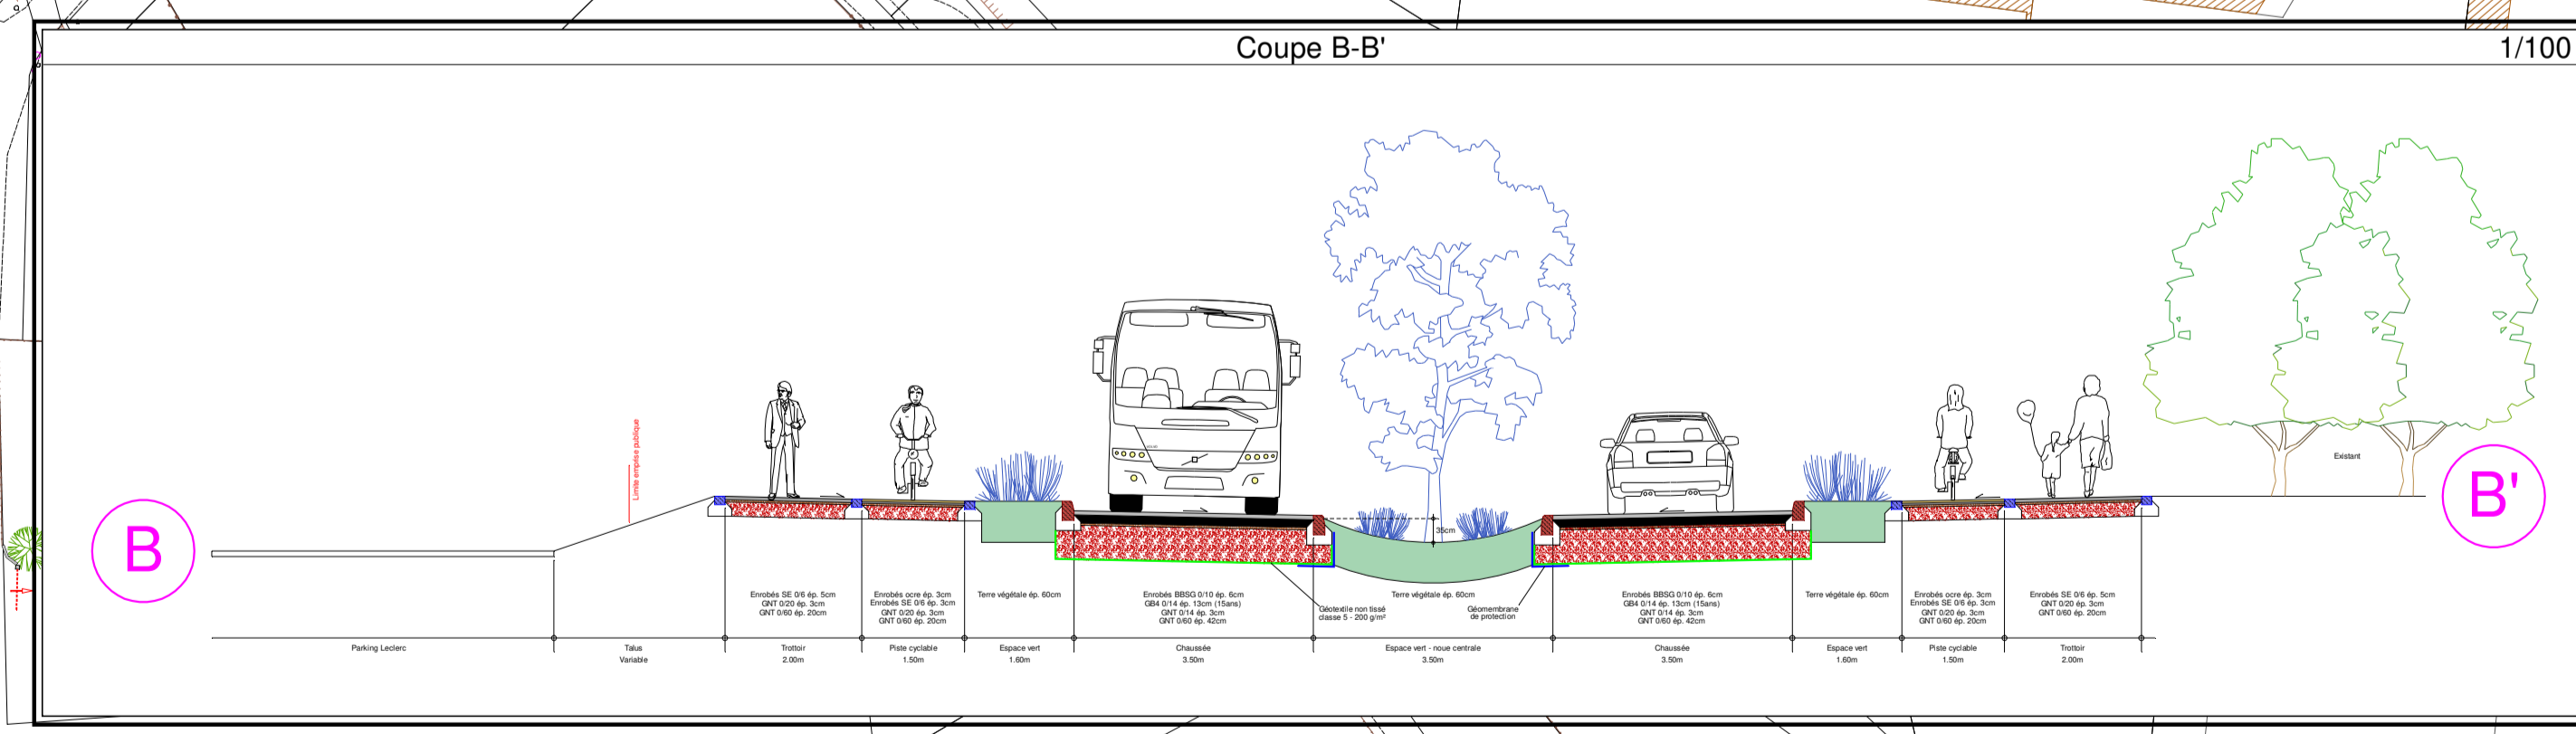 Coupe B-B'
1/100
Limite emprise publique
B
B'
Existant
35cm
Enrobés SE 0/6 ép. 5cm
GNT 0/20 ép. 3cm
GNT 0/60 ép. 20cm
Enrobés ocre ép. 3cm
Enrobés SE 0/6 ép. 3cm
GNT 0/20 ép. 3cm
GNT 0/60 ép. 20cm
Terre végétale ép. 60cm
Enrobés BBSG 0/10 ép. 6cm
GB4 0/14 ép. 13cm (15ans)
GNT 0/14 ép. 3cm
GNT 0/60 ép. 42cm
Géotextile non tissé
classe 5 - 200 g/m²
Terre végétale ép. 60cm
Géomembrane
de protection
Enrobés BBSG 0/10 ép. 6cm
GB4 0/14 ép. 13cm (15ans)
GNT 0/14 ép. 3cm
GNT 0/60 ép. 42cm
Terre végétale ép. 60cm
Enrobés ocre ép. 3cm
Enrobés SE 0/6 ép. 3cm
GNT 0/20 ép. 3cm
GNT 0/60 ép. 20cm
Enrobés SE 0/6 ép. 5cm
GNT 0/20 ép. 3cm
GNT 0/60 ép. 20cm
Parking Leclerc
Talus
Variable
Trottoir
2.00m
Piste cyclable
1.50m
Espace vert
1.60m
Chaussée
3.50m
Espace vert - noue centrale
3.50m
Chaussée
3.50m
Espace vert
1.60m
Piste cyclable
1.50m
Trottoir
2.00m